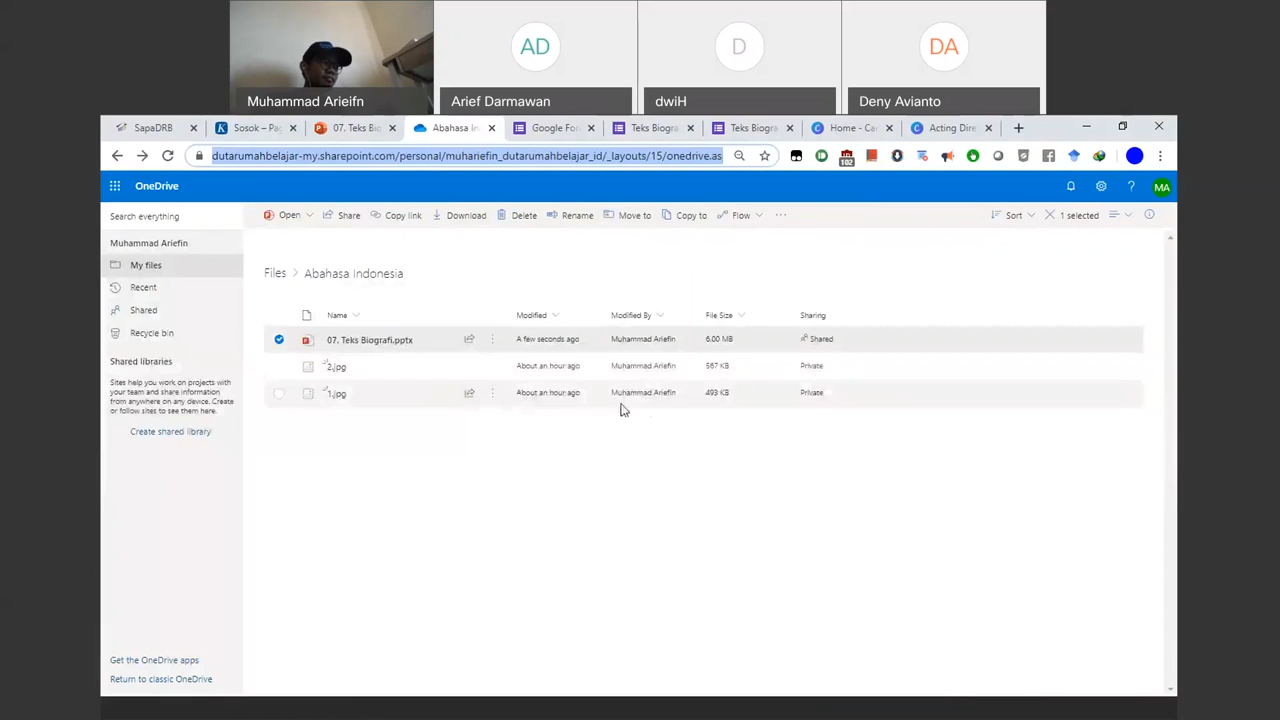 AD
D
DA
Muhammad Arieifn
Arief Darmawan
dwiH
Deny Avianto
SapaDRB
Sosok – Pag
07. Teks Bio
Abahasa Ind
Google For
Teks Biogra
Teks Biogra
Home - Ca
Acting Dire
dutarumahbelajar-my.sharepoint.com/personal/muhariefin_dutarumahbelajar_id/_layouts/15/onedrive.as
102
OneDrive
MA
Search everything
Open
Share
Copy link
Download
Delete
Rename
Move to
Copy to
Flow
Sort
1 selected
Muhammad Ariefin
My files
Recent
Shared
Recycle bin
Shared libraries
Sites help you work on projects with
your team and share information
from anywhere on any device. Create
or follow sites to see them here.
Create shared library
Files > Abahasa Indonesia
Name Modified Modified By File Size Sharing
07. Teks Biografi.pptx A few seconds ago Muhammad Ariefin 6.00 MB Shared
2.jpg About an hour ago Muhammad Ariefin 567 KB Private
1.jpg About an hour ago Muhammad Ariefin 493 KB Private
Get the OneDrive apps
Return to classic OneDrive